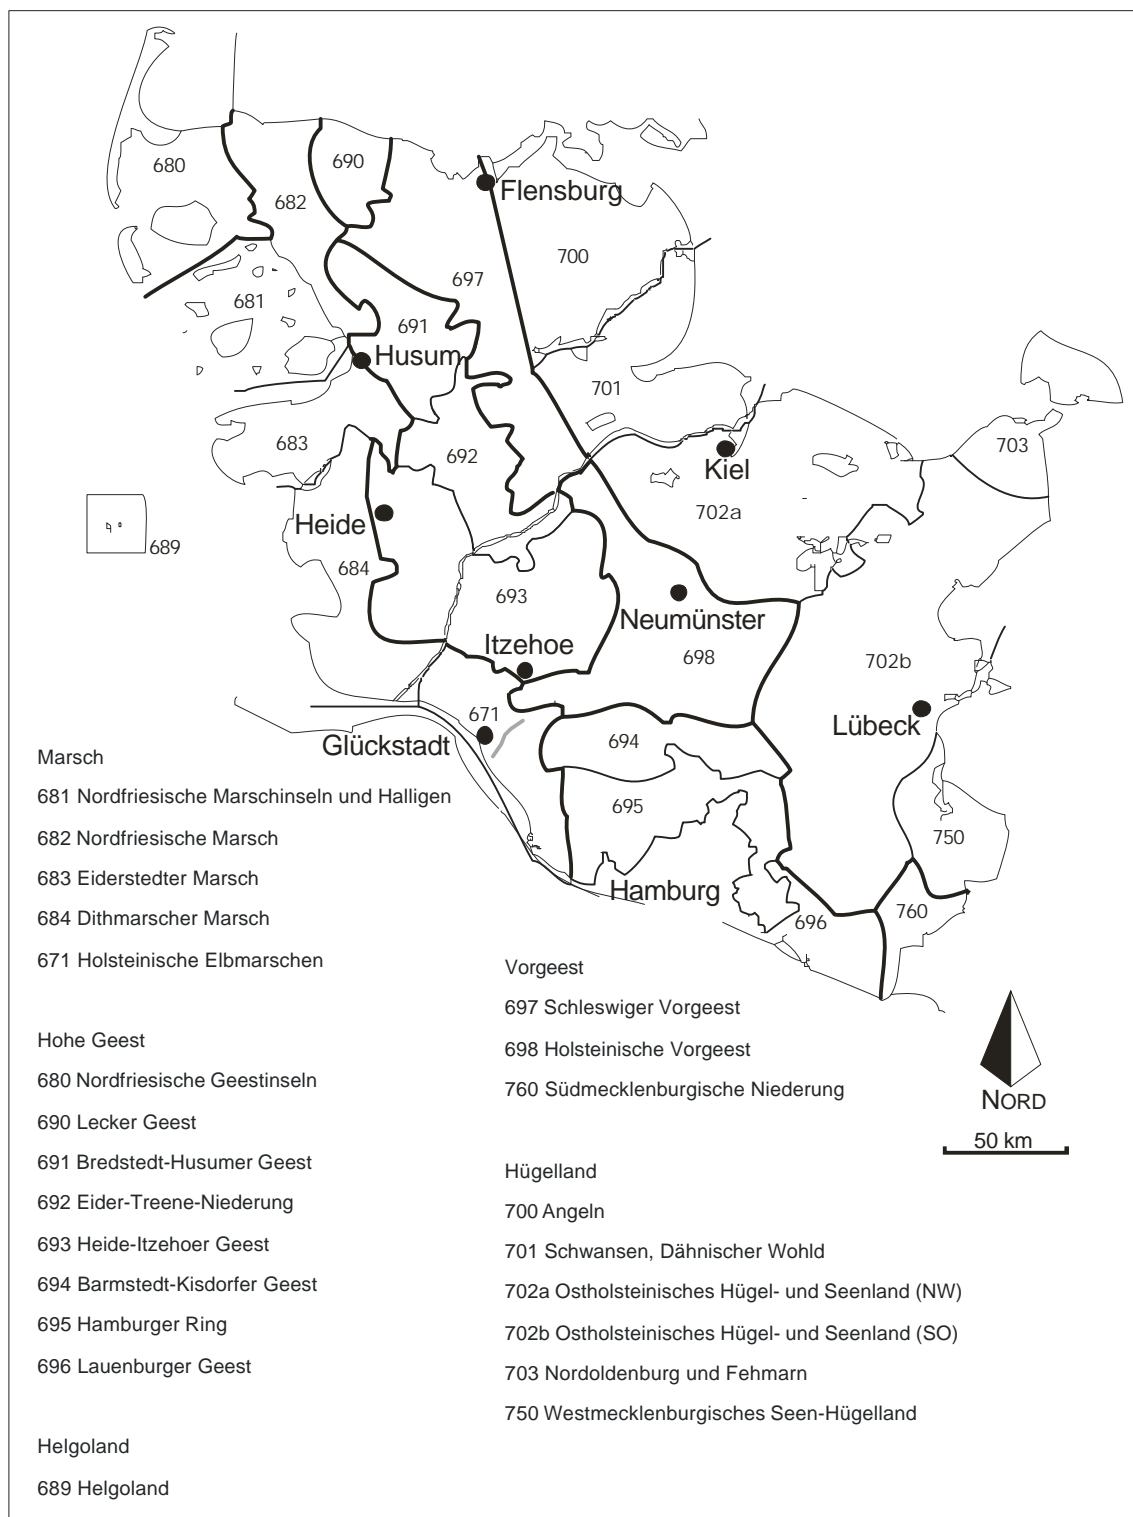 680
690
682
Flensburg
700
697
681
691
Husum
701
683
692
703
Kiel
702a
Heide
689
684
693
Neumünster
Itzehoe
698
702b
671
Lübeck
Glückstadt
694
695
750
Hamburg
760
696
Marsch
681 Nordfriesische Marschinseln und Halligen
682 Nordfriesische Marsch
683 Eiderstedter Marsch
684 Dithmarscher Marsch
671 Holsteinische Elbmarschen
Hohe Geest
680 Nordfriesische Geestinseln
690 Lecker Geest
691 Bredstedt-Husumer Geest
692 Eider-Treene-Niederung
693 Heide-Itzehoer Geest
694 Barmstedt-Kisdorfer Geest
695 Hamburger Ring
696 Lauenburger Geest
Helgoland
689 Helgoland
Vorgeest
697 Schleswiger Vorgeest
698 Holsteinische Vorgeest
760 Südmecklenburgische Niederung
Hügelland
700 Angeln
701 Schwansen, Dähnischer Wohld
702a Ostholsteinisches Hügel- und Seenland (NW)
702b Ostholsteinisches Hügel- und Seenland (SO)
703 Nordoldenburg und Fehmarn
750 Westmecklenburgisches Seen-Hügelland
NORD
50 km